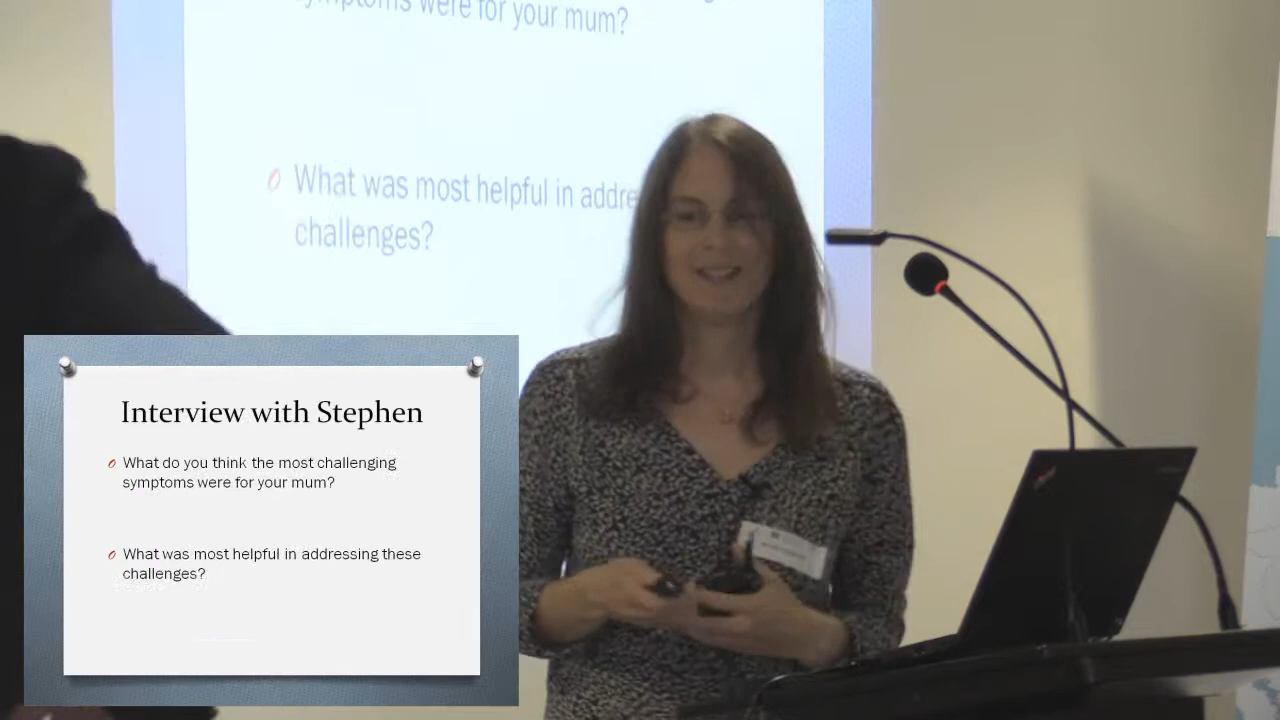 symptoms were for your mum?
What was most helpful in addre
challenges?
Interview with Stephen
What do you think the most challenging
symptoms were for your mum?
What was most helpful in addressing these
challenges?